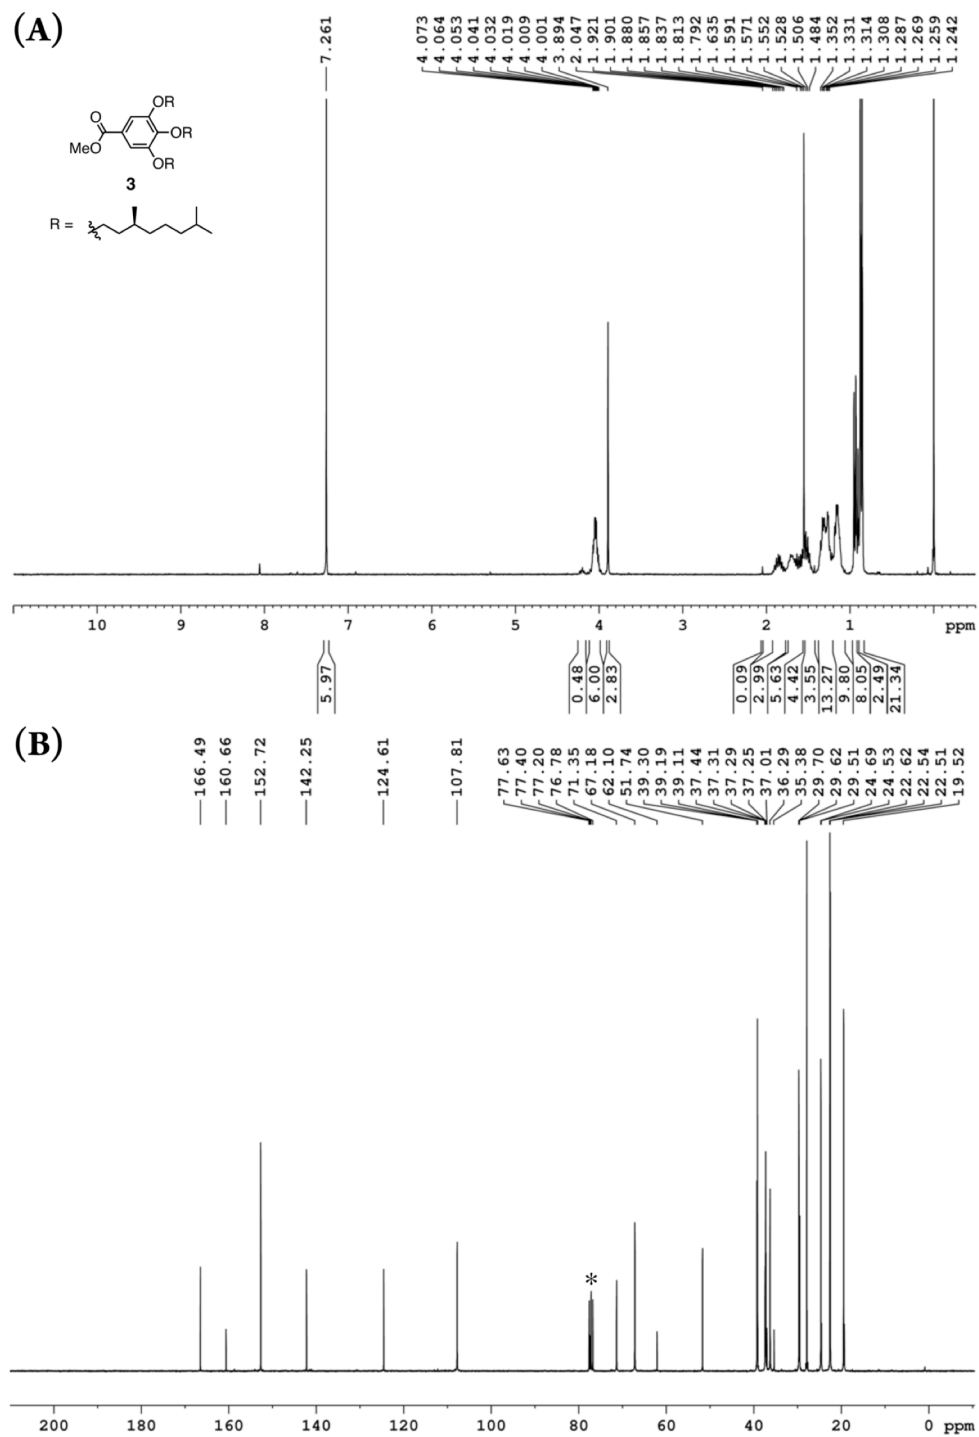 (A)
7.261 4.073 4.064 4.053 4.041 4.032 4.019 4.009 4.001 3.894 2.047 1.921 1.901 1.880 1.857 1.837 1.813 1.792 1.635 1.591 1.571 1.552 1.528 1.506 1.484 1.352 1.331 1.314 1.308 1.287 1.269 1.259 1.242
OR
O
OR
MeO
OR
3
R =
10 9 8 7 6 5 4 3 2 1 ppm
5.97 0.48 6.00 2.83 0.09 2.99 5.63 4.42 3.55 13.27 9.80 8.05 2.49 21.34
(B)
166.49 160.66 152.72 142.25 124.61 107.81 77.63 77.40 77.20 76.78 71.35 67.18 62.10 51.74 39.30 39.19 39.11 37.44 37.31 37.29 37.25 37.01 36.29 35.38 29.70 29.62 29.51 24.69 24.53 22.62 22.54 22.51 19.52
*
200 180 160 140 120 100 80 60 40 20 0 ppm